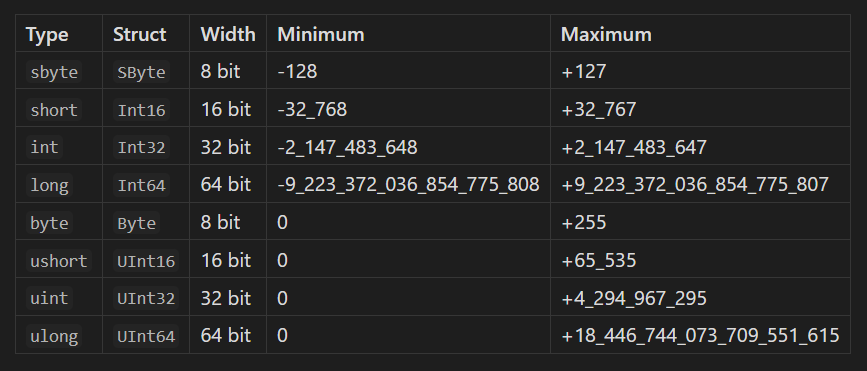 Type Struct Width Minimum Maximum
sbyte SByte 8 bit -128 +127
short Int16 16 bit -32_768 +32_767
int Int32 32 bit -2_147_483_648 +2_147_483_647
long Int64 64 bit -9_223_372_036_854_775_808 +9_223_372_036_854_775_807
byte Byte 8 bit 0 +255
ushort UInt16 16 bit 0 +65_535
uint UInt32 32 bit 0 +4_294_967_295
ulong UInt64 64 bit 0 +18_446_744_073_709_551_615